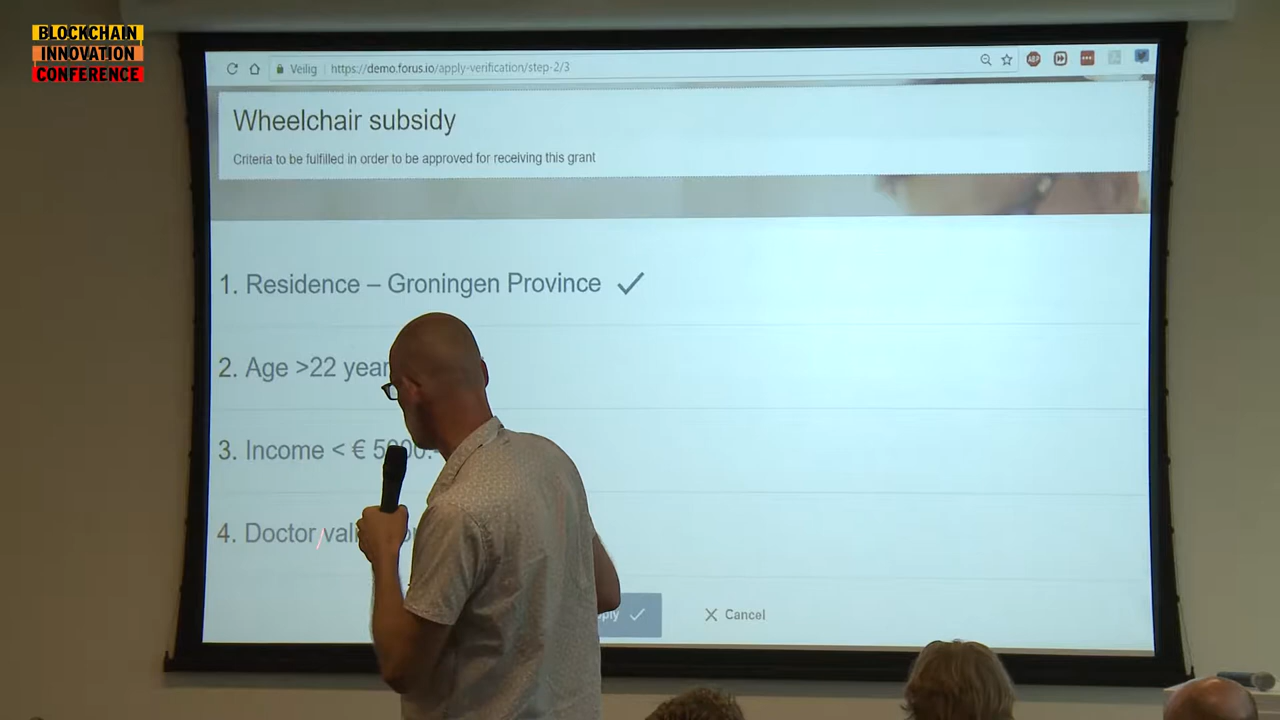 BLOCKCHAIN
INNOVATION
CONFERENCE
Veilig https://demo.forus.io/apply-verification/step-2/3
ABP
Wheelchair subsidy
Criteria to be fulfilled in order to be approved for receiving this grant
1. Residence – Groningen Province ✓
2. Age >22 year
3. Income < € 5
4. Doctor
Cancel